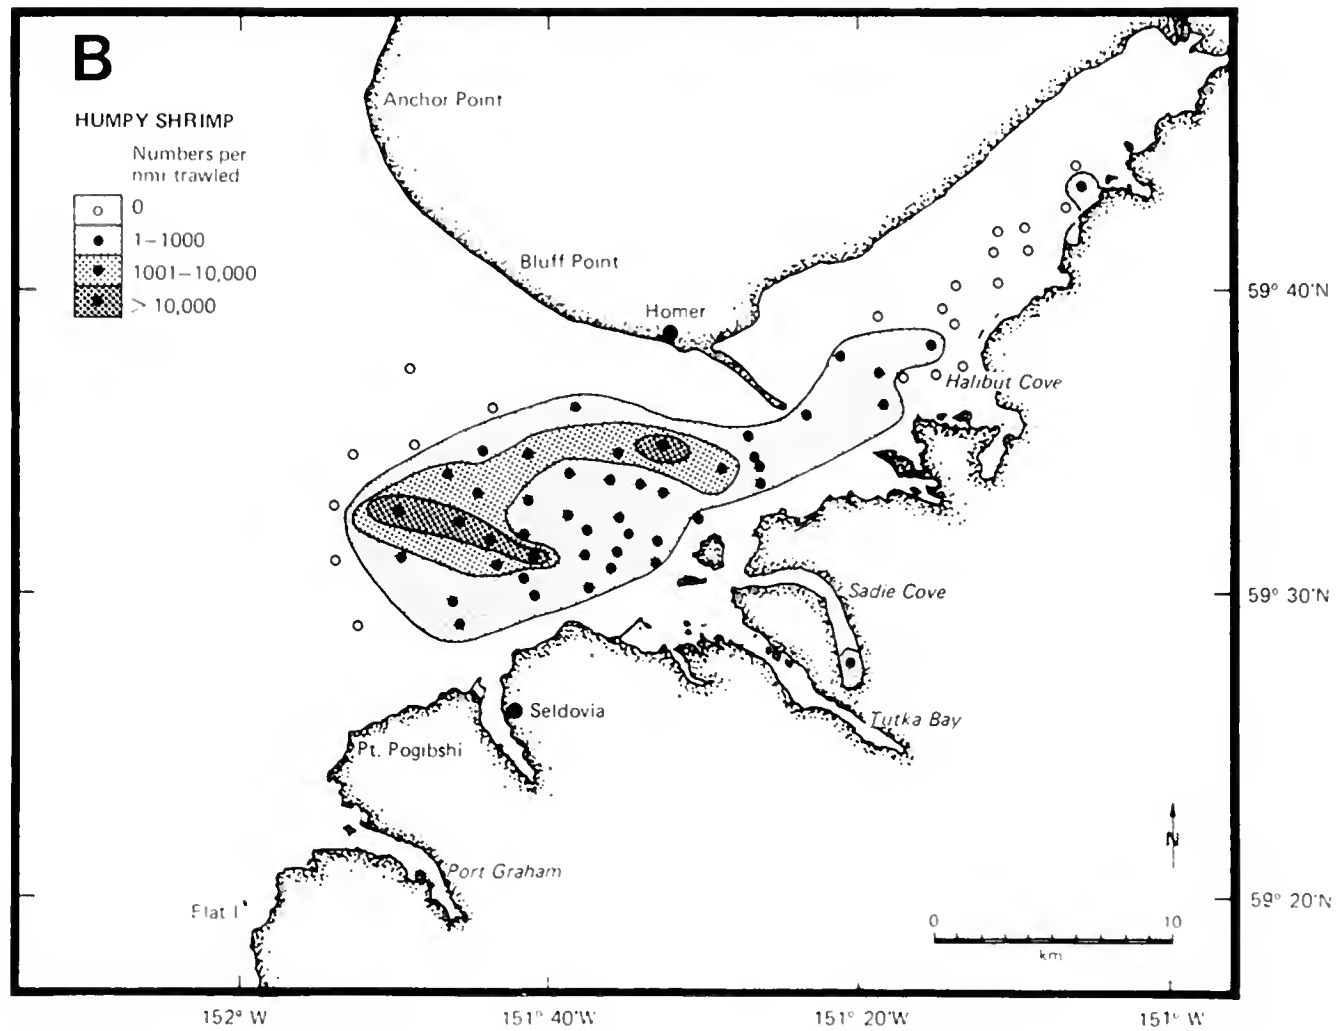 B
HUMPY SHRIMP
Numbers per
nmi trawled
0
1–1000
1001–10,000
> 10,000
Anchor Point
Bluff Point
Homer
59° 40'N
Halibut Cove
59° 30'N
Sadie Cove
Seldovia
Tutka Bay
Pt. Pogibshi
N
Port Graham
59° 20'N
Flat I
0 10
km
152° W
151° 40'W
151° 20'W
151° W